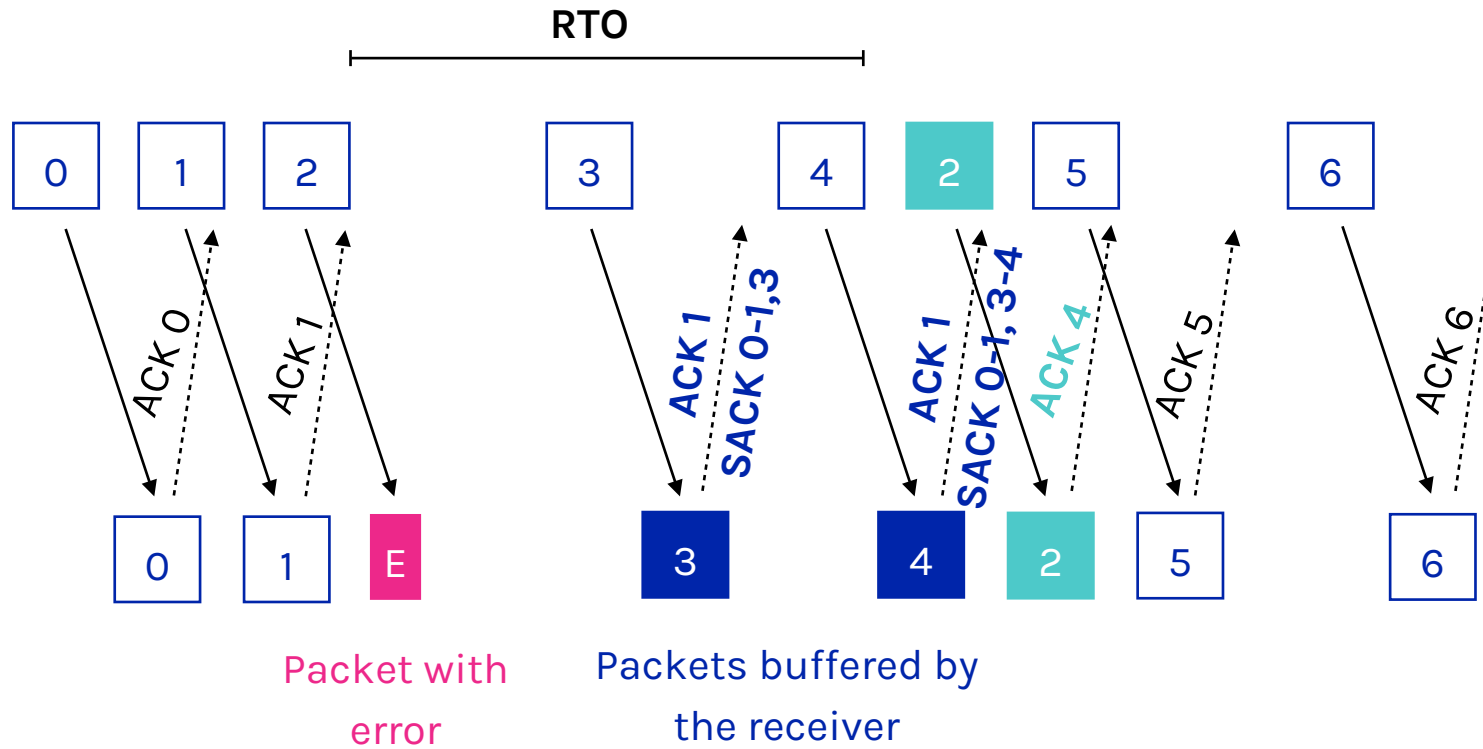 RTO
0
1
2
3
4
2
5
6
ACK 0
ACK 1
ACK 1
SACK 0-1,3
ACK 1
SACK 0-1, 3-4
ACK 4
ACK 5
ACK 6
0
1
E
3
4
2
5
6
Packet with
error
Packets buffered by
the receiver